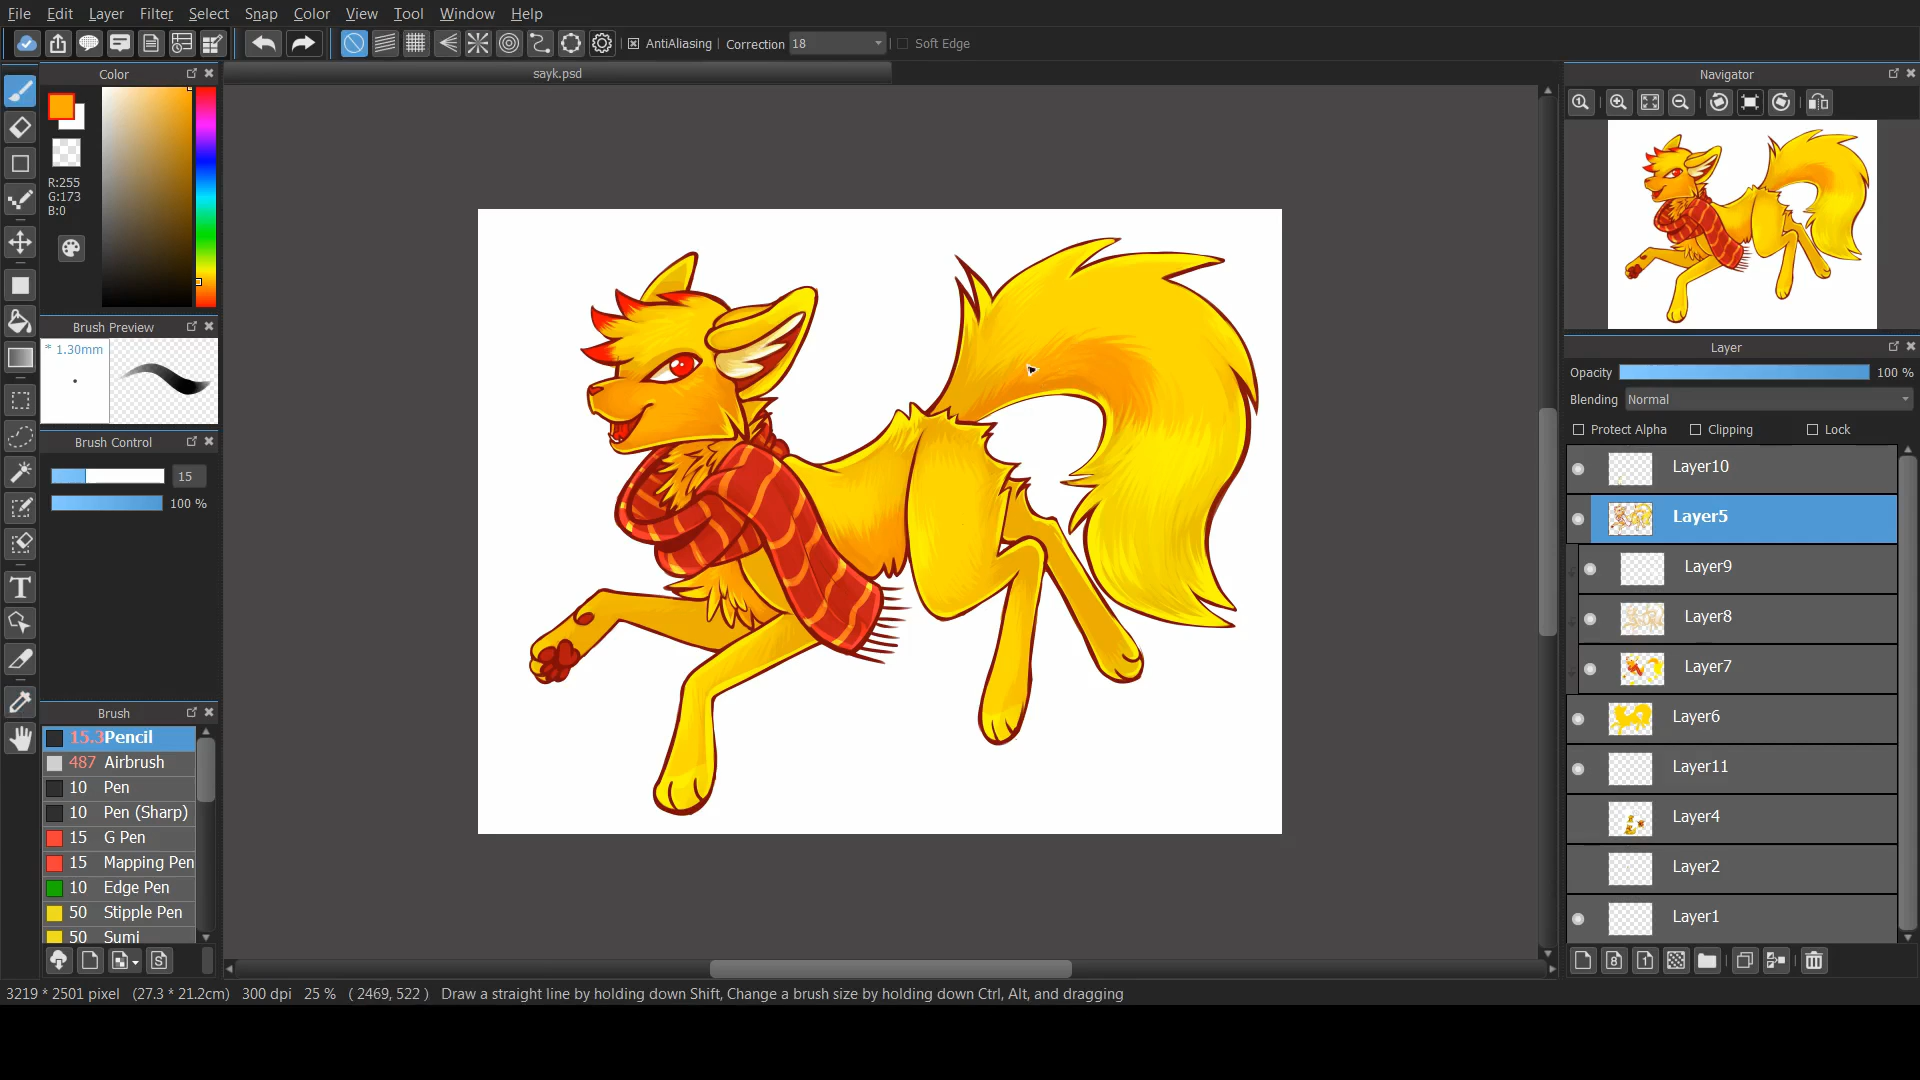 File Edit Layer Filter Select Snap Color View Tool Window Help
AntiAliasing Correction 18 Soft Edge
Color
sayk.psd
Navigator
R:255
G:173
B:0
Brush Preview
* 1.30mm
Brush Control
15
100 %
Brush
15.3 Pencil
487 Airbrush
10 Pen
10 Pen (Sharp)
15 G Pen
15 Mapping Pen
10 Edge Pen
50 Stipple Pen
50 Sumi
Layer
Opacity 100 %
Blending Normal
Protect Alpha Clipping Lock
Layer10
Layer5
Layer9
Layer8
Layer7
Layer6
Layer11
Layer4
Layer2
Layer1
3219 * 2501 pixel (27.3 * 21.2cm) 300 dpi 25 % ( 2469, 522 ) Draw a straight line by holding down Shift, Change a brush size by holding down Ctrl, Alt, and dragging